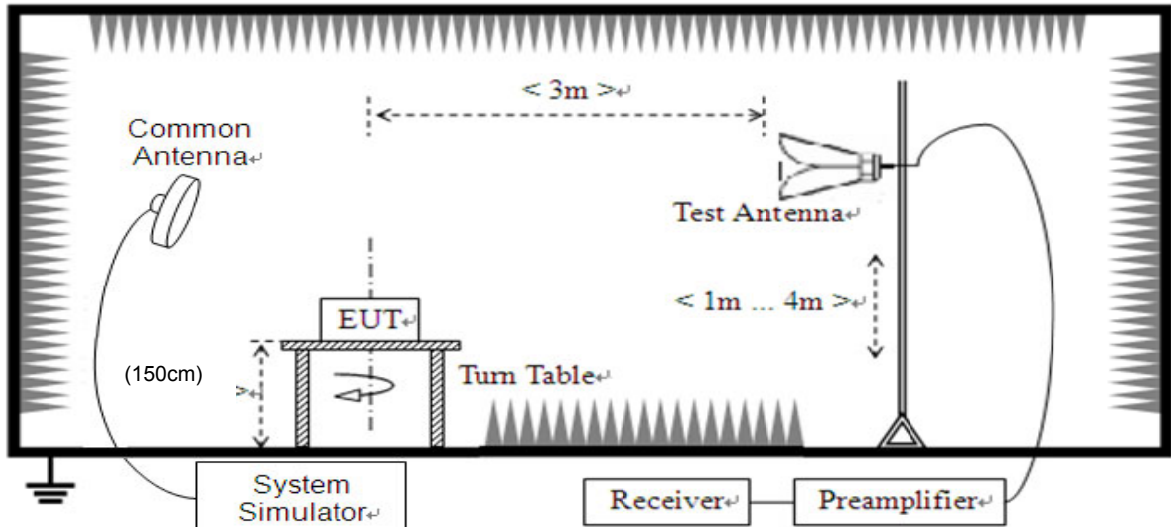 < 3m >↵
Common
Antenna↵
Test Antenna↵
< 1m ... 4m >↵
EUT↵
(150cm)
Turn Table↵
System
Simulator↵
Receiver↵
Preamplifier↵